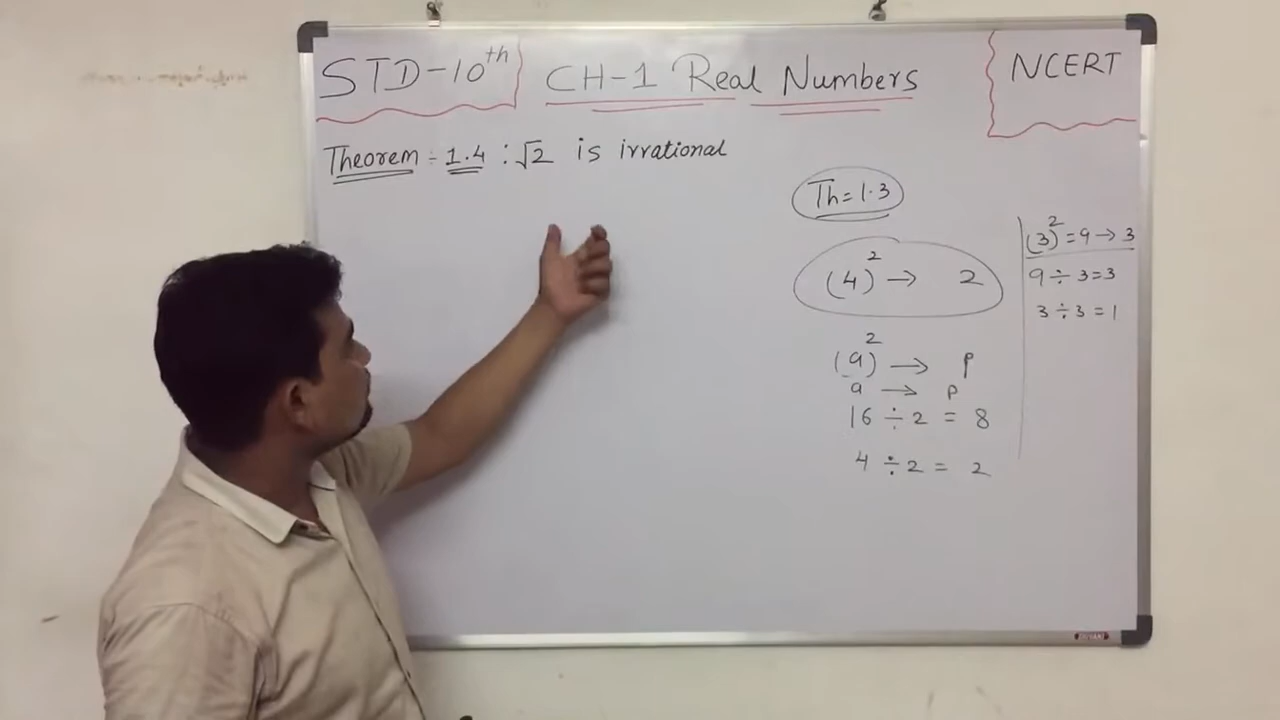 STD-10th
CH-1 Real Numbers
NCERT
Theorem - 1.4 : √2 is irrational
Th = 1.3
(4)² → 2
(a)² → p
a → p
16 ÷ 2 = 8
4 ÷ 2 = 2
(3)² = 9 → 3
9 ÷ 3 = 3
3 ÷ 3 = 1